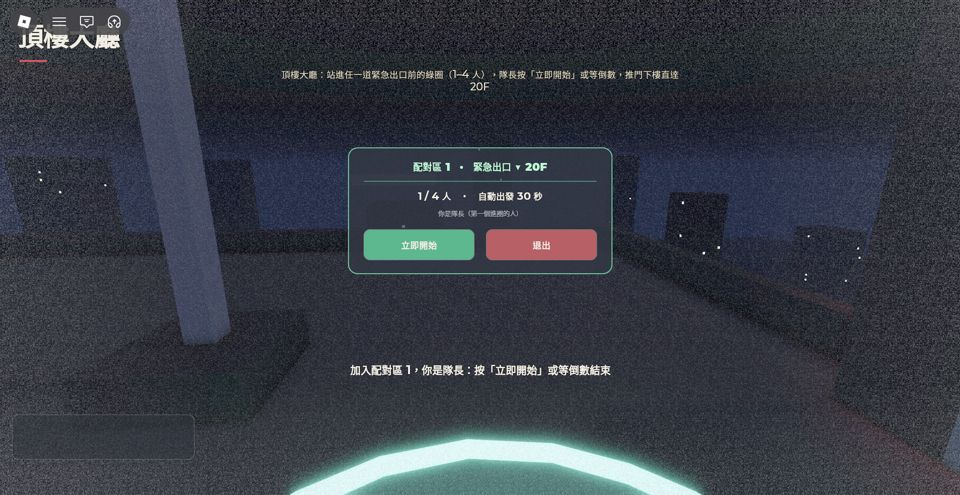 頂樓大廳
頂樓大廳：站進任一道緊急出口前的綠圈（1–4 人），隊長按「立即開始」或等倒數，推門下樓直達
20F
配對區 1 • 緊急出口 ▼ 20F
1 / 4 人 • 自動出發 30 秒
你是隊長（第一個進圈的人）
立即開始
退出
加入配對區 1，你是隊長：按「立即開始」或等倒數結束